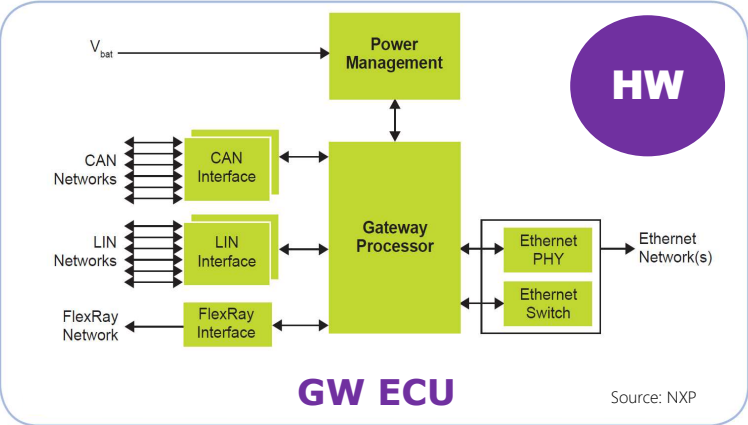 V bat
Power
Management
HW
CAN
Networks
CAN
Interface
LIN
Networks
LIN
Interface
Gateway
Processor
Ethernet
PHY
Ethernet
Network(s)
Ethernet
Switch
FlexRay
Network
FlexRay
Interface
GW ECU
Source: NXP